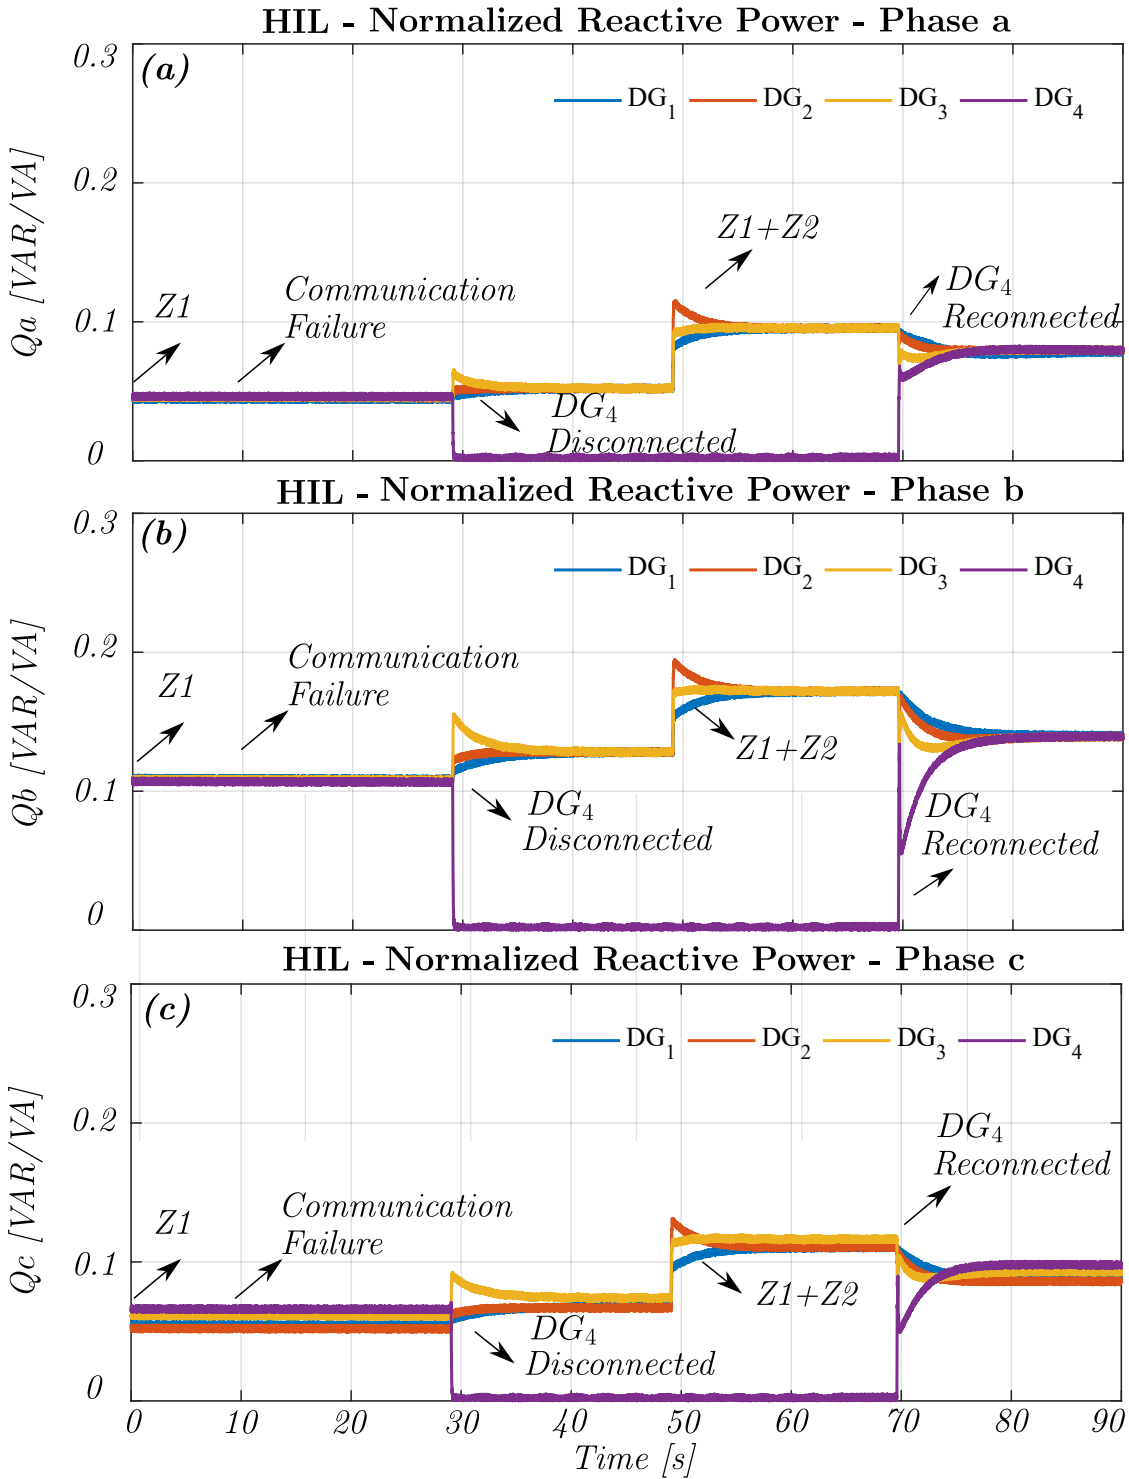 HIL - Normalized Reactive Power - Phase a
(a)
0.3
DG1 DG2 DG3 DG4
0.2
Z1+Z2
Communication
Failure
Z1
DG4
Reconnected
0.1
DG4
Disconnected
0
Qa [VAR/VA]
HIL - Normalized Reactive Power - Phase b
(b)
0.3
DG1 DG2 DG3 DG4
0.2
Communication
Failure
Z1
Z1+Z2
0.1
DG4
Disconnected
DG4
Reconnected
0
Qb [VAR/VA]
HIL - Normalized Reactive Power - Phase c
(c)
0.3
DG1 DG2 DG3 DG4
0.2
DG4
Reconnected
Communication
Failure
Z1
0.1
Z1+Z2
DG4
Disconnected
0
Qc [VAR/VA]
0 10 20 30 40 50 60 70 80 90
Time [s]